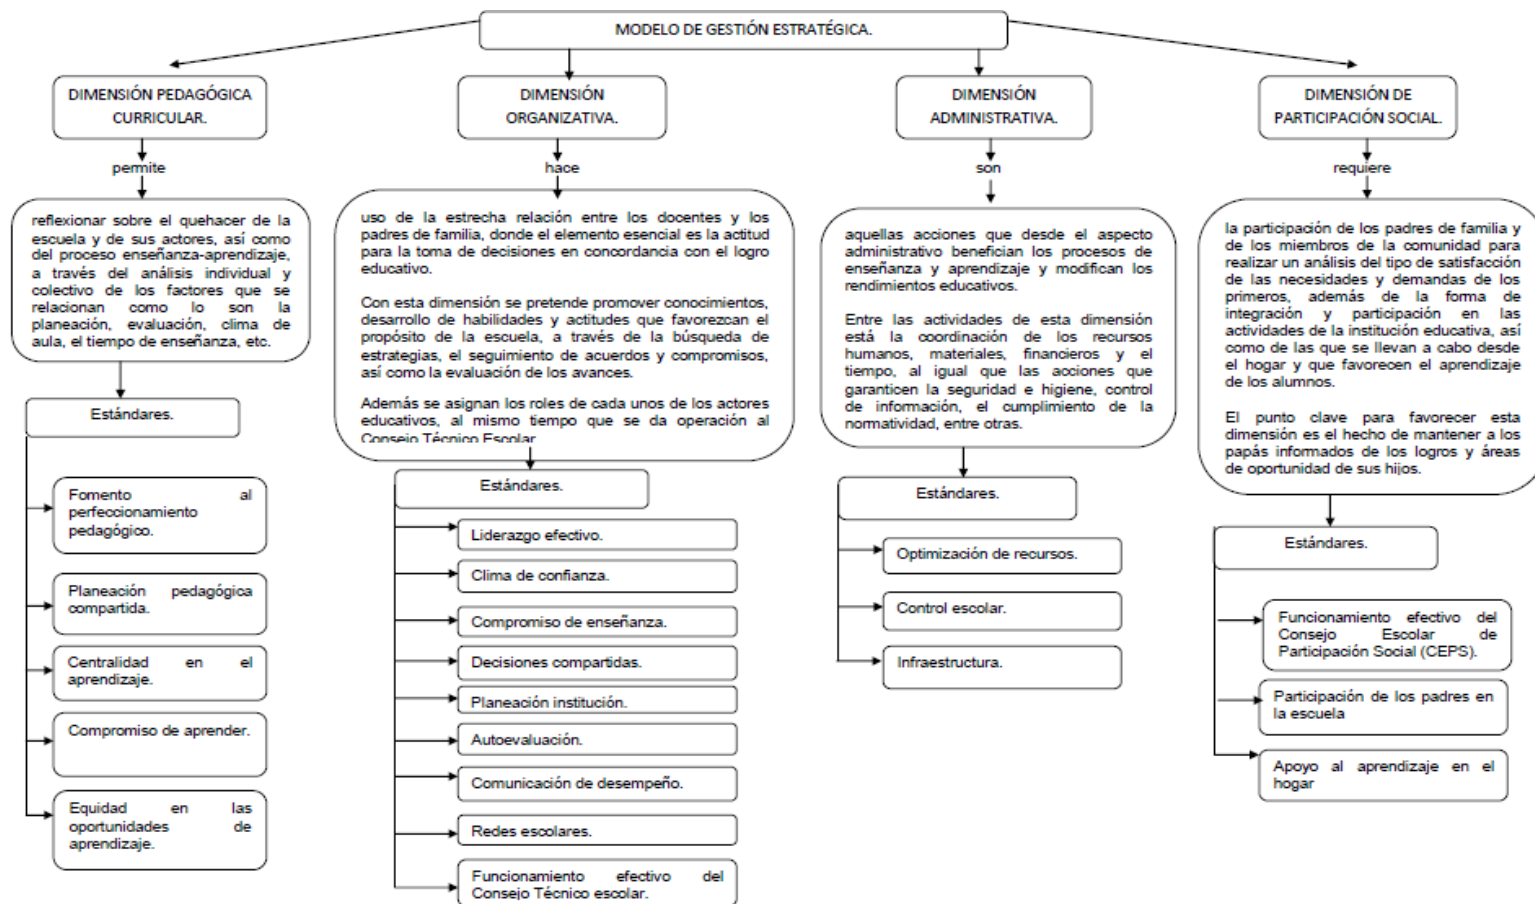 MODELO DE GESTIÓN ESTRATÉGICA.
DIMENSIÓN PEDAGÓGICA
CURRICULAR.
permite
reflexionar sobre el quehacer de la
escuela y de sus actores, así como
del proceso enseñanza-aprendizaje,
a través del análisis individual y
colectivo de los factores que se
relacionan como lo son la
planeación, evaluación, clima de
aula, el tiempo de enseñanza, etc.
Estándares.
Fomento al
perfeccionamiento
pedagógico.
Planeación pedagógica
compartida.
Centralidad en el
aprendizaje.
Compromiso de aprender.
Equidad en las
oportunidades de
aprendizaje.
DIMENSIÓN
ORGANIZATIVA.
hace
uso de la estrecha relación entre los docentes y los
padres de familia, donde el elemento esencial es la actitud
para la toma de decisiones en concordancia con el logro
educativo.
Con esta dimensión se pretende promover conocimientos,
desarrollo de habilidades y actitudes que favorezcan el
propósito de la escuela, a través de la búsqueda de
estrategias, el seguimiento de acuerdos y compromisos,
así como la evaluación de los avances.
Además se asignan los roles de cada unos de los actores
educativos, al mismo tiempo que se da operación al
Consejo Técnico Escolar
Estándares.
Liderazgo efectivo.
Clima de confianza.
Compromiso de enseñanza.
Decisiones compartidas.
Planeación institución.
Autoevaluación.
Comunicación de desempeño.
Redes escolares.
Funcionamiento efectivo del
Consejo Técnico escolar.
DIMENSIÓN
ADMINISTRATIVA.
son
aquellas acciones que desde el aspecto
administrativo benefician los procesos de
enseñanza y aprendizaje y modifican los
rendimientos educativos.
Entre las actividades de esta dimensión
está la coordinación de los recursos
humanos, materiales, financieros y el
tiempo, al igual que las acciones que
garanticen la seguridad e higiene, control
de información, el cumplimiento de la
normatividad, entre otras.
Estándares.
Optimización de recursos.
Control escolar.
Infraestructura.
DIMENSIÓN DE
PARTICIPACIÓN SOCIAL.
requiere
la participación de los padres de familia y
de los miembros de la comunidad para
realizar un análisis del tipo de satisfacción
de las necesidades y demandas de los
primeros, además de la forma de
integración y participación en las
actividades de la institución educativa, así
como de las que se llevan a cabo desde
el hogar y que favorecen el aprendizaje
de los alumnos.
El punto clave para favorecer esta
dimensión es el hecho de mantener a los
papás informados de los logros y áreas
de oportunidad de sus hijos.
Estándares.
Funcionamiento efectivo del
Consejo Escolar de
Participación Social (CEPS).
Participación de los padres en
la escuela
Apoyo al aprendizaje en el
hogar